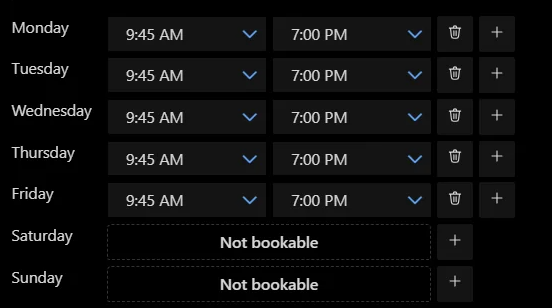 Monday 9:45 AM 7:00 PM
Tuesday 9:45 AM 7:00 PM
Wednesday 9:45 AM 7:00 PM
Thursday 9:45 AM 7:00 PM
Friday 9:45 AM 7:00 PM
Saturday Not bookable
Sunday Not bookable